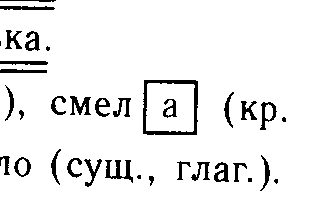 ка.
), смел а (кр.
ло (сущ., глаг.).